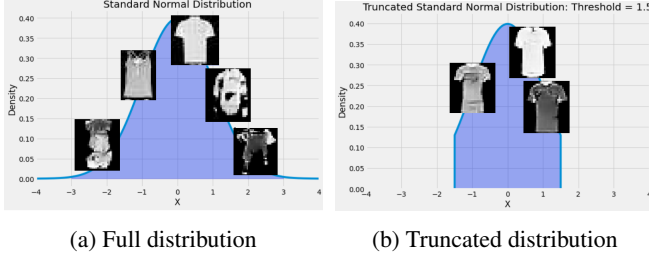 Standard Normal Distribution
0.40
0.35
0.30
0.25
0.20
0.15
0.10
0.05
0.00
Density
−4 −3 −2 −1 0 1 2 3 4
X
(a) Full distribution
Truncated Standard Normal Distribution: Threshold = 1.5
0.40
0.35
0.30
0.25
0.20
0.15
0.10
0.05
0.00
Density
−4 −3 −2 −1 0 1 2 3 4
X
(b) Truncated distribution